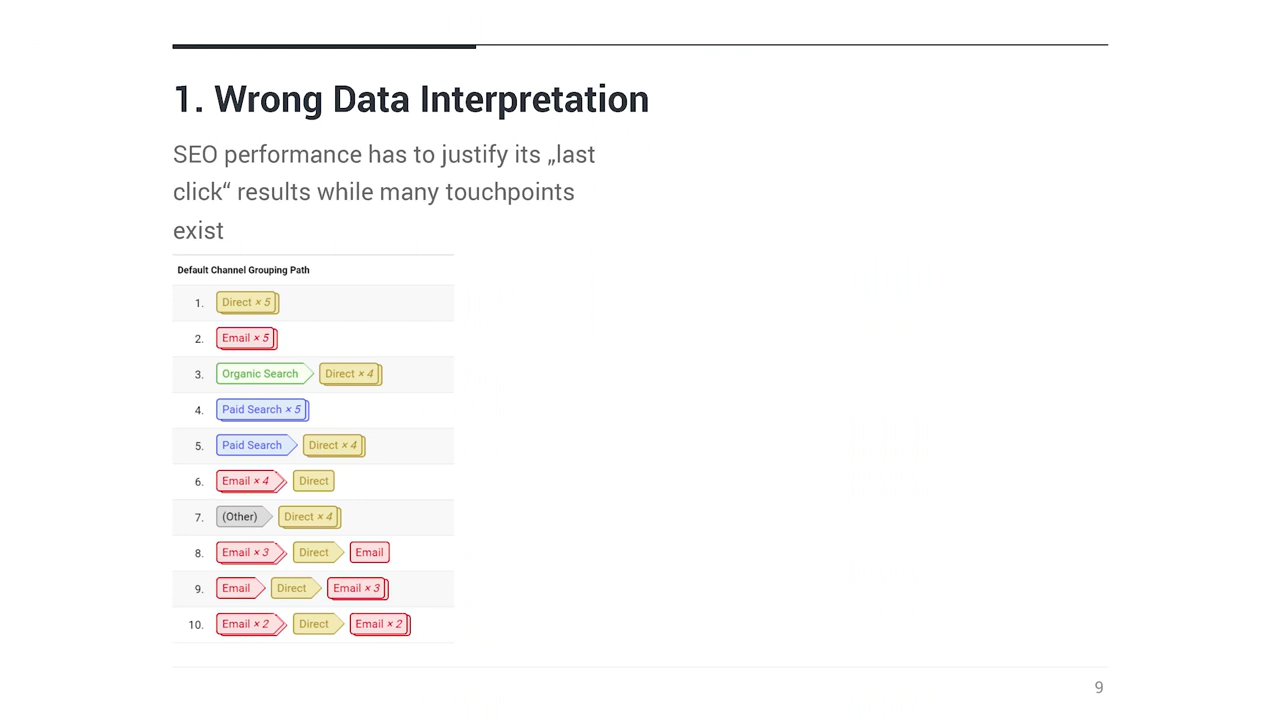 1. Wrong Data Interpretation
SEO performance has to justify its „last
click“ results while many touchpoints
exist
Default Channel Grouping Path
1. Direct × 5
2. Email × 5
3. Organic Search Direct × 4
4. Paid Search × 5
5. Paid Search Direct × 4
6. Email × 4 Direct
7. (Other) Direct × 4
8. Email × 3 Direct Email
9. Email Direct Email × 3
10. Email × 2 Direct Email × 2
9